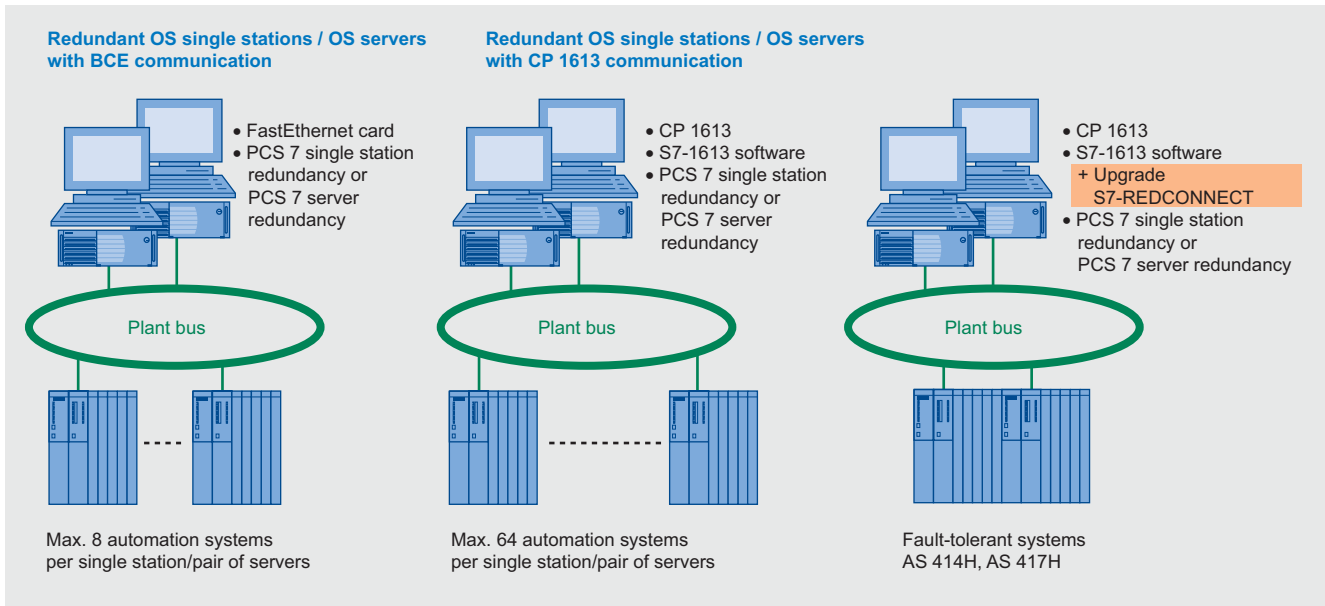 Redundant OS single stations / OS servers
with BCE communication
• FastEthernet card
• PCS 7 single station
redundancy or
PCS 7 server
redundancy
Plant bus
Max. 8 automation systems
per single station/pair of servers
Redundant OS single stations / OS servers
with CP 1613 communication
• CP 1613
• S7-1613 software
• PCS 7 single station
redundancy or
PCS 7 server
redundancy
Plant bus
Max. 64 automation systems
per single station/pair of servers
• CP 1613
• S7-1613 software
+ Upgrade
S7-REDCONNECT
• PCS 7 single station
redundancy or
PCS 7 server redundancy
Plant bus
Fault-tolerant systems
AS 414H, AS 417H